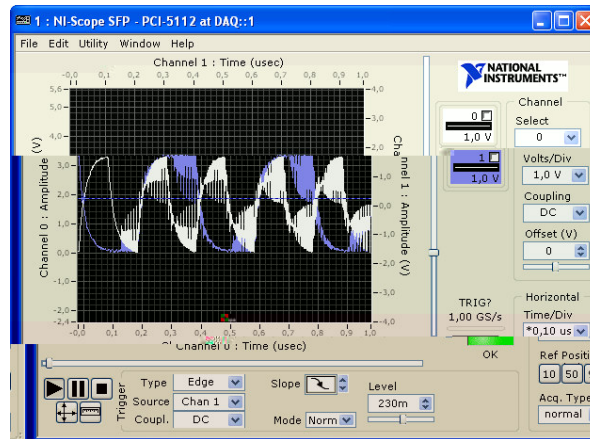 1 : NI-Scope SFP - PCI-5112 at DAQ::1
File Edit Utility Window Help
Channel 1 : Time (usec)
-0,0 0,1 0,2 0,3 0,4 0,5 0,6 0,7 0,8 0,9 1,0
NATIONAL INSTRUMENTS™
5,6 5,0 4,0 3,0 2,0 1,0 0,0 -1,0 -2,0 -2,4
4,0 3,0 2,0 1,0 -0,0 -1,0 -2,0 -3,0 -4,0
Channel 0 : Amplitude (V)
Channel 1 : Amplitude (V)
0
1,0 V
1
1,0 V
Channel
Select
0
Volts/Div
1,0 V
Coupling
DC
Offset (V)
0
TRIG?
1,00 GS/s
Horizontal
Time/Div
*0,10 us
-0,0 0,1 0,2 0,3 0,4 0,5 0,6 0,7 0,8 0,9 1,0
Channel 0 : Time (usec)
OK
Ref Positi
10 50
Acq. Type
normal
Trigger
Type Edge
Source Chan 1
Coupl. DC
Slope
Mode Norm
Level
230m